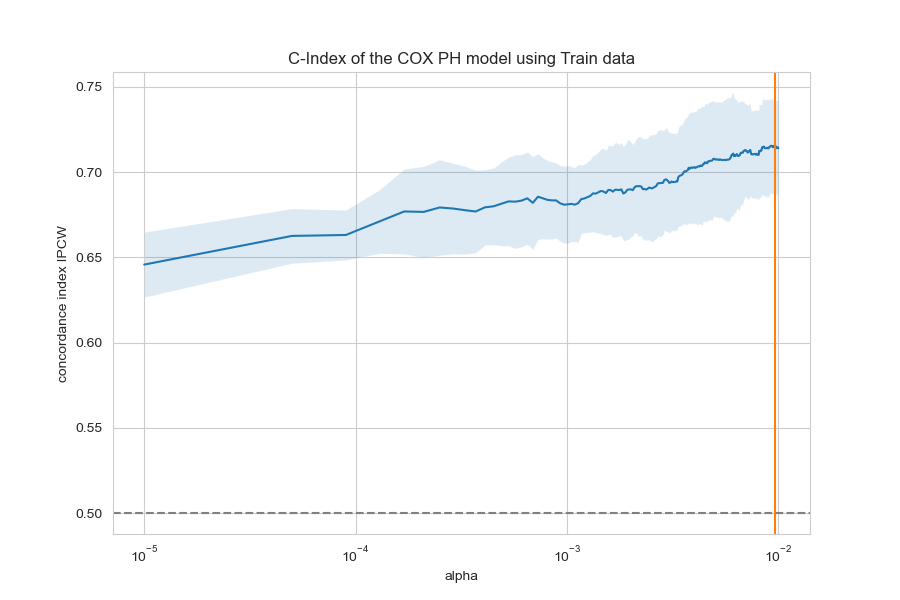 C-Index of the COX PH model using Train data
concordance index IPCW
0.75
0.70
0.65
0.60
0.55
0.50
10⁻⁵ 10⁻⁴ 10⁻³ 10⁻²
alpha